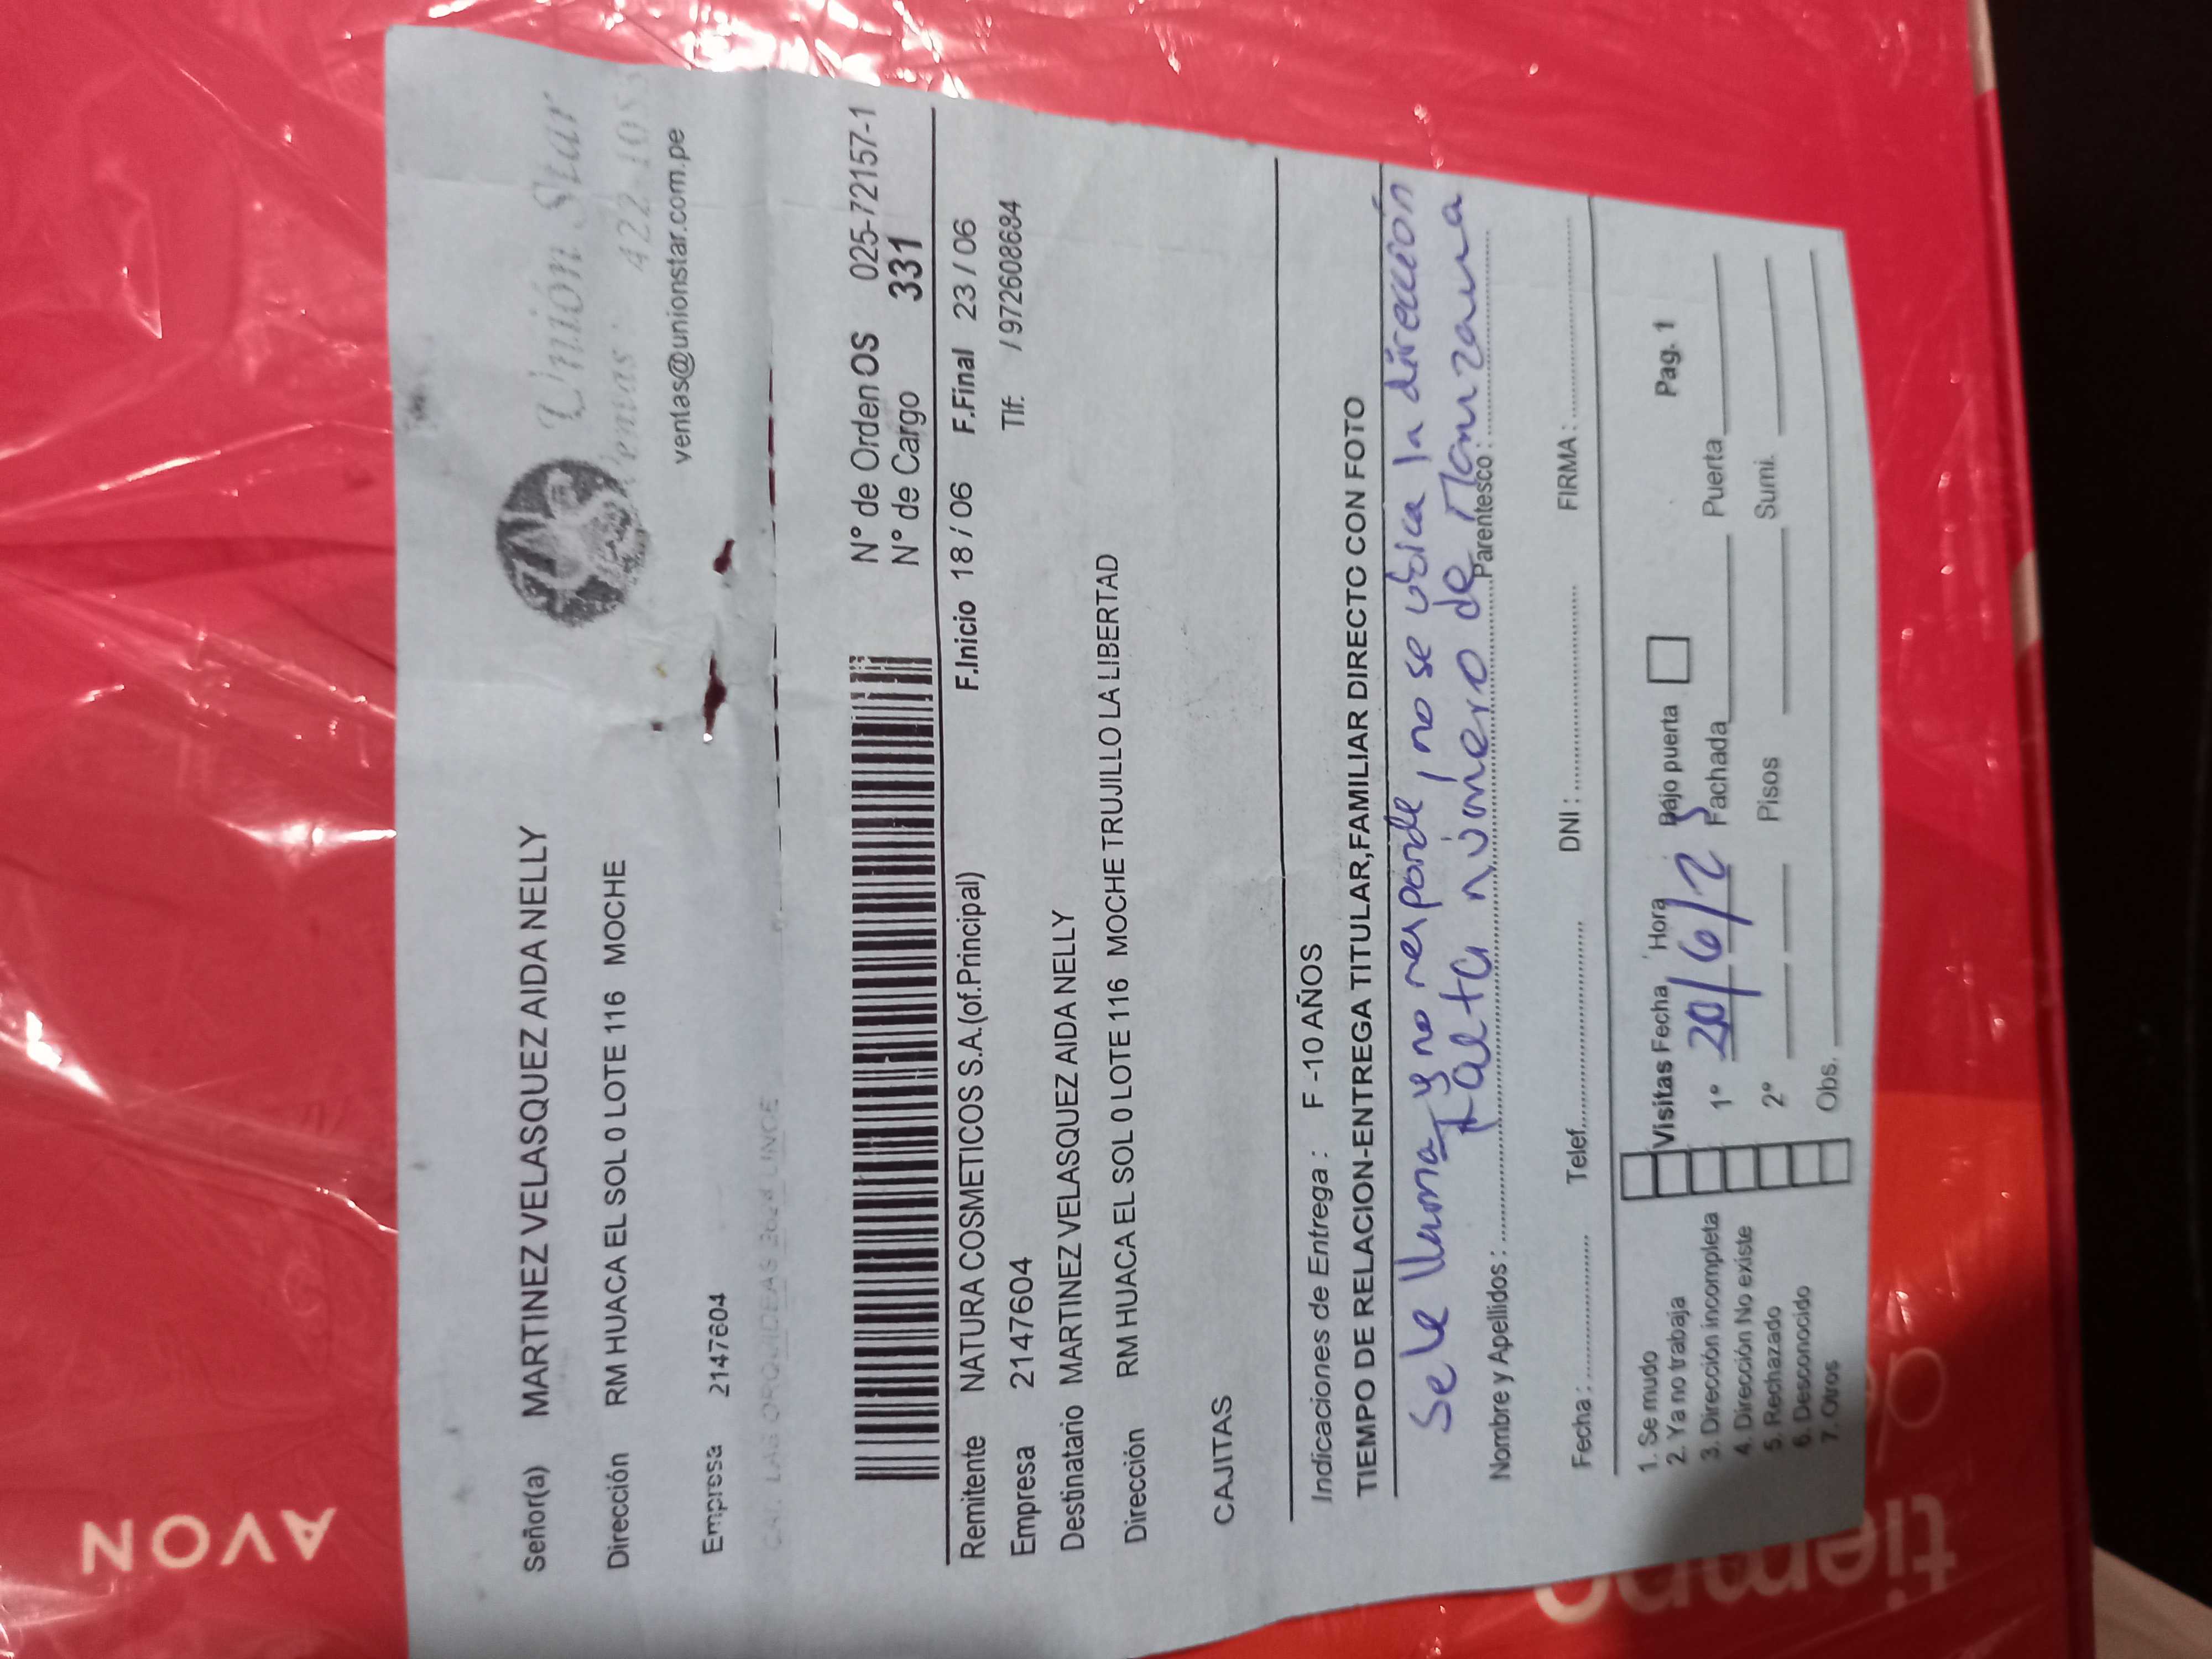 AVON
Unión Star
Ventas: 422-1053
ventas@unionstar.com.pe
Señor(a) MARTINEZ VELASQUEZ AIDA NELLY
Dirección RM HUACA EL SOL 0 LOTE 116 MOCHE
Empresa 2147604
CAL. LAS ORQUIDEAS LINCE
N° de Orden OS 025-72157-1
N° de Cargo 331
Remitente NATURA COSMETICOS S.A.(of.Principal) F.Inicio 18 / 06 F.Final 23 / 06
Empresa 2147604 Tlf. / 972608684
Destinatario MARTINEZ VELASQUEZ AIDA NELLY
Dirección RM HUACA EL SOL 0 LOTE 116 MOCHE TRUJILLO LA LIBERTAD
CAJITAS
Indicaciones de Entrega : F -10 AÑOS
TIEMPO DE RELACION-ENTREGA TITULAR,FAMILIAR DIRECTO CON FOTO
Se le llama y no responde, no se ubica la dirección
falta número de Manzana
Nombre y Apellidos : Parentesco :
Fecha : Telef. DNI : FIRMA :
1. Se mudo
2. Ya no trabaja
3. Dirección incompleta
4. Dirección No existe
5. Rechazado
6. Desconocido
7. Otros
Visitas Fecha Hora Bajo puerta Pag. 1
1° 20/6/25 Fachada Puerta
2° Pisos Sumi.
Obs.
tiempo